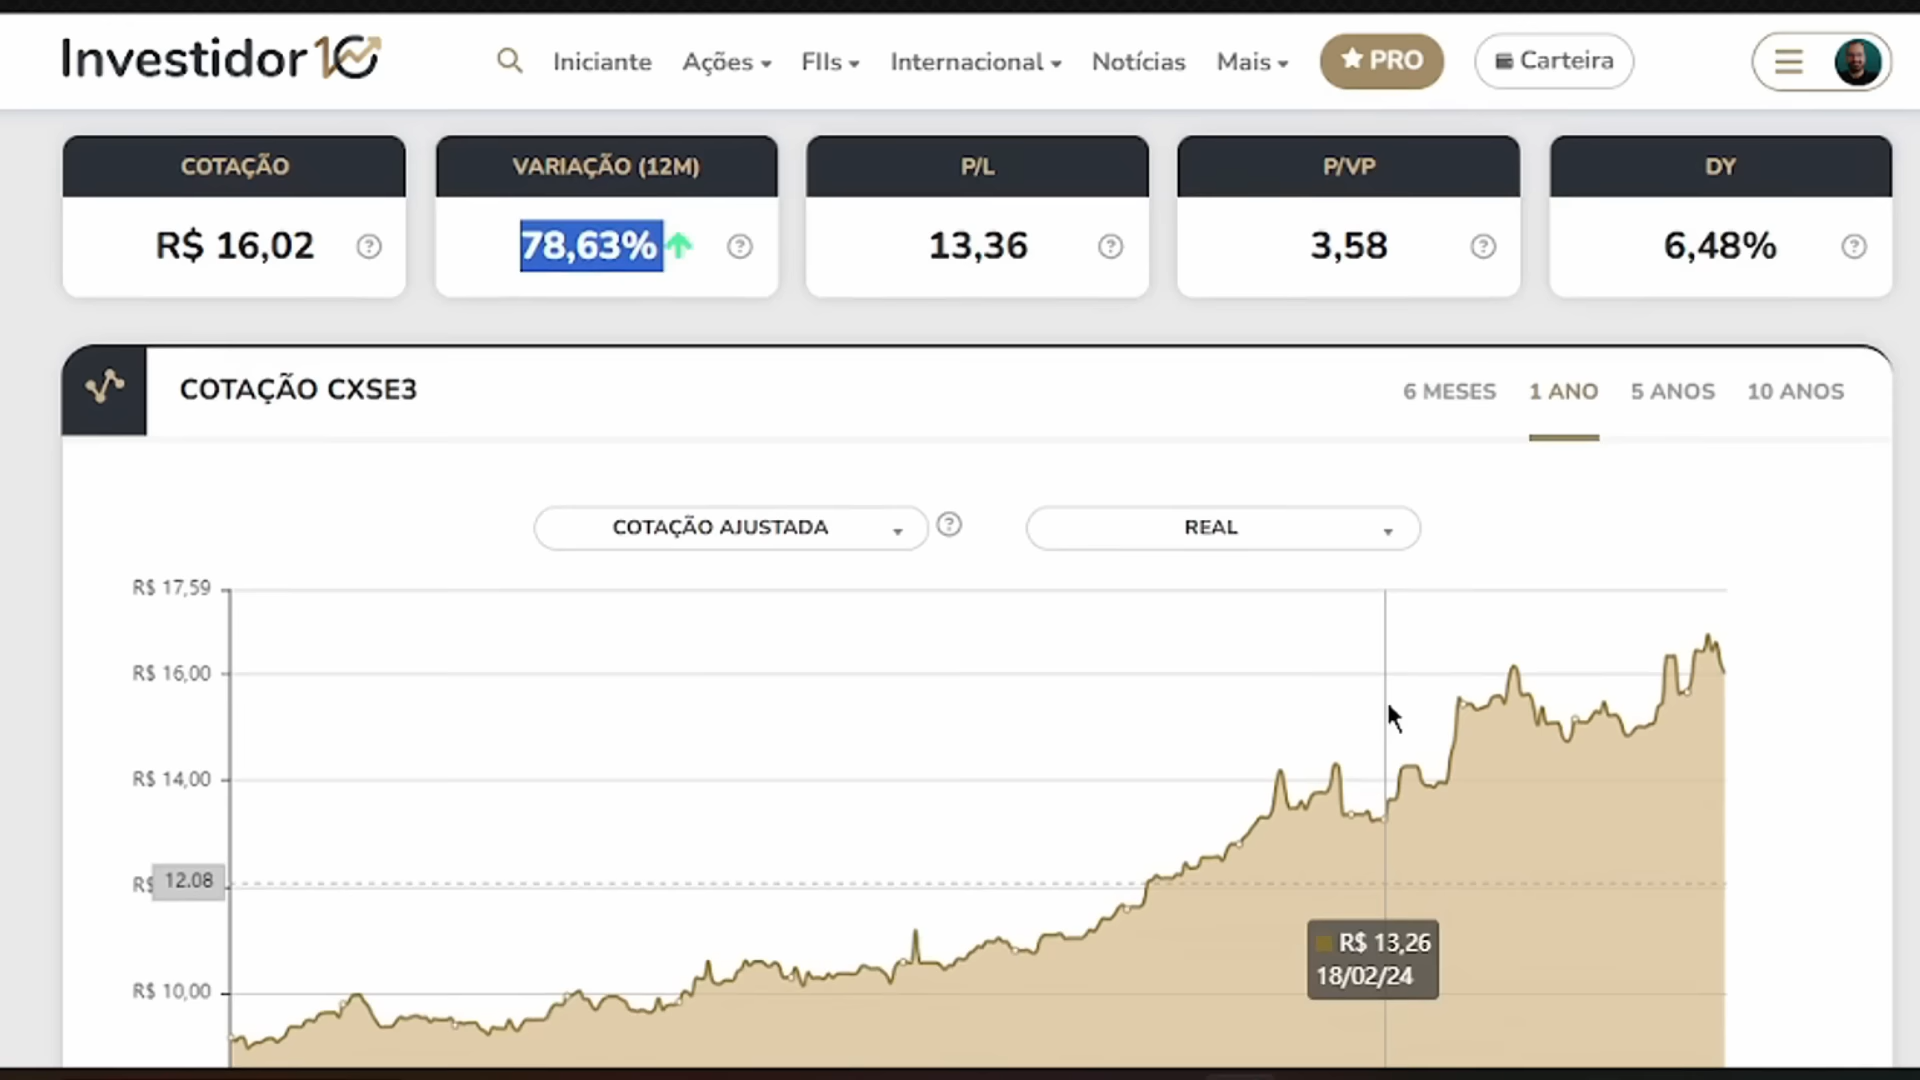 Investidor 10
Iniciante
Ações
FIIs
Internacional
Notícias
Mais
PRO
Carteira
COTAÇÃO
VARIAÇÃO (12M)
P/L
P/VP
DY
R$ 16,02
78,63%
13,36
3,58
6,48%
COTAÇÃO CXSE3
6 MESES
1 ANO
5 ANOS
10 ANOS
COTAÇÃO AJUSTADA
REAL
R$ 17,59
R$ 16,00
R$ 14,00
R$
12.08
R$ 13,26
18/02/24
R$ 10,00